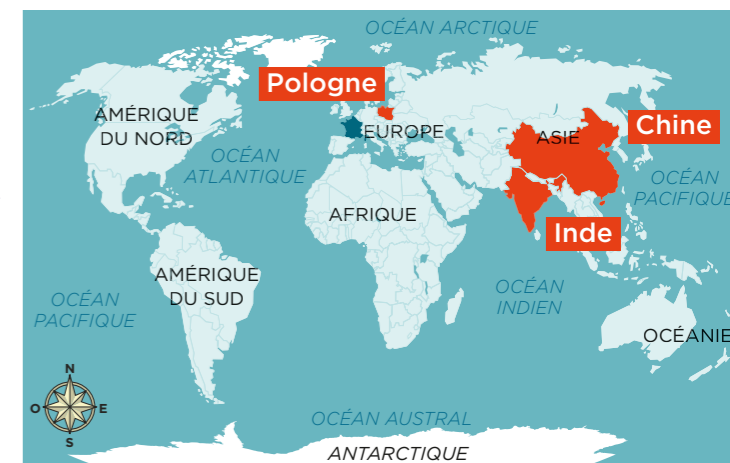 OCÉAN ARCTIQUE
Pologne
AMÉRIQUE
DU NORD
EUROPE
ASIE
Chine
OCÉAN
ATLANTIQUE
OCÉAN
PACIFIQUE
AFRIQUE
Inde
AMÉRIQUE
DU SUD
OCÉAN
PACIFIQUE
OCÉAN
INDIEN
OCÉANIE
N
O
E
S
OCÉAN AUSTRAL
ANTARCTIQUE